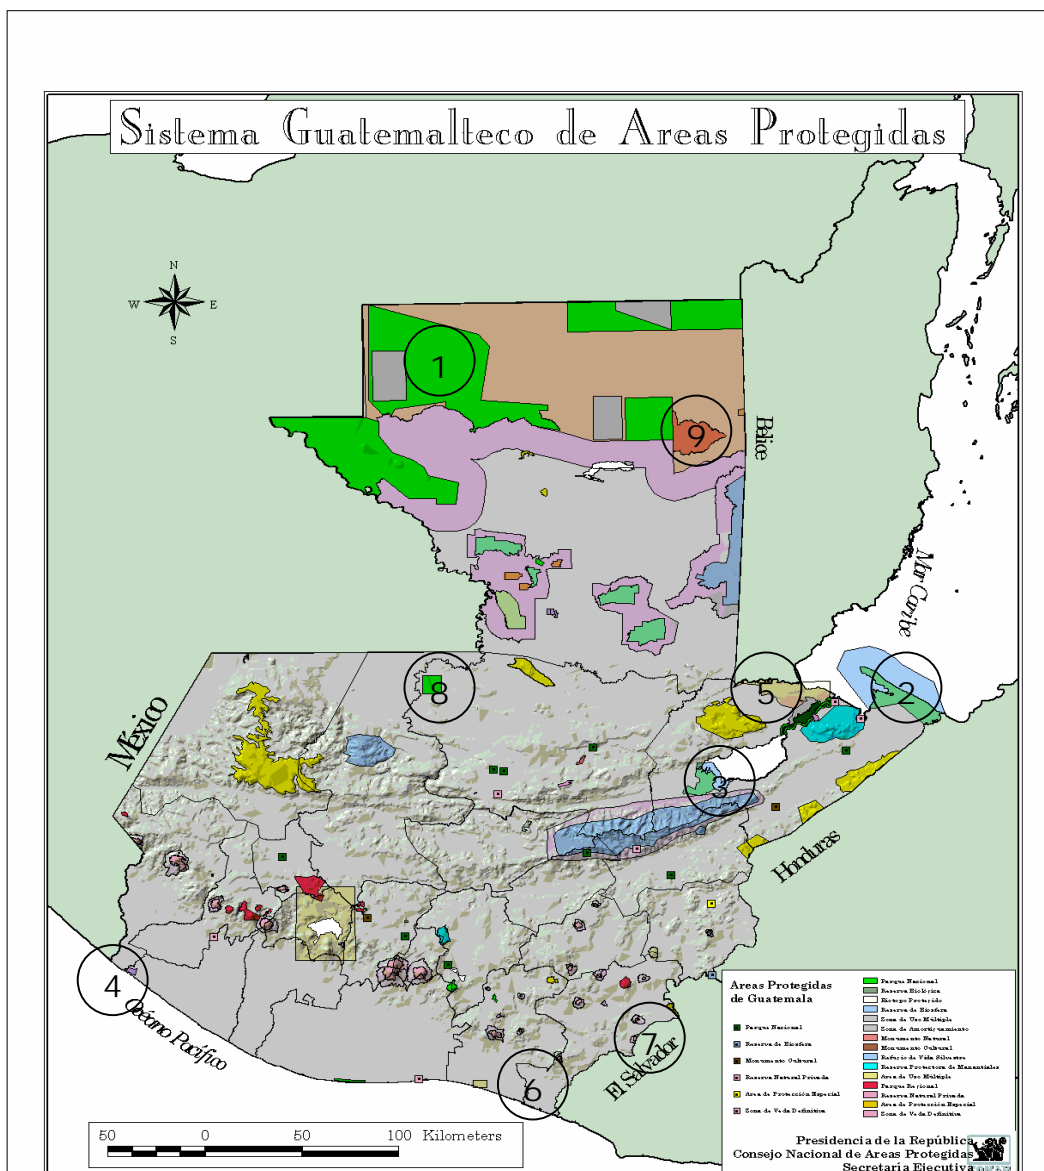 Sistema Guatemalteco de Areas Protegidas
N
W E
S
1
9
Belice
Mar Caribe
México
8
5
2
3
Honduras
4
Océano Pacífico
7
El Salvador
6
Areas Protegidas
de Guatemala
Parque Nacional
Reserva de Biosfera
Monumento Cultural
Reserva Natural Privada
Area de Protección Especial
Zona de Veda Definitiva
Parque Nacional
Reserva Biológica
Biotopo Protegido
Reserva de Biósfera
Zona de Uso Múltiple
Zona de Amortiguamiento
Monumento Natural
Monumento Cultural
Refugio de Vida Silvestre
Reserva Protectora de Manantiales
Area de Uso Múltiple
Parque Regional
Reserva Natural Privada
Area de Protección Especial
Zona de Veda Definitiva
50 0 50 100 Kilometers
Presidencia de la República
Consejo Nacional de Areas Protegidas
Secretaria Ejecutiva